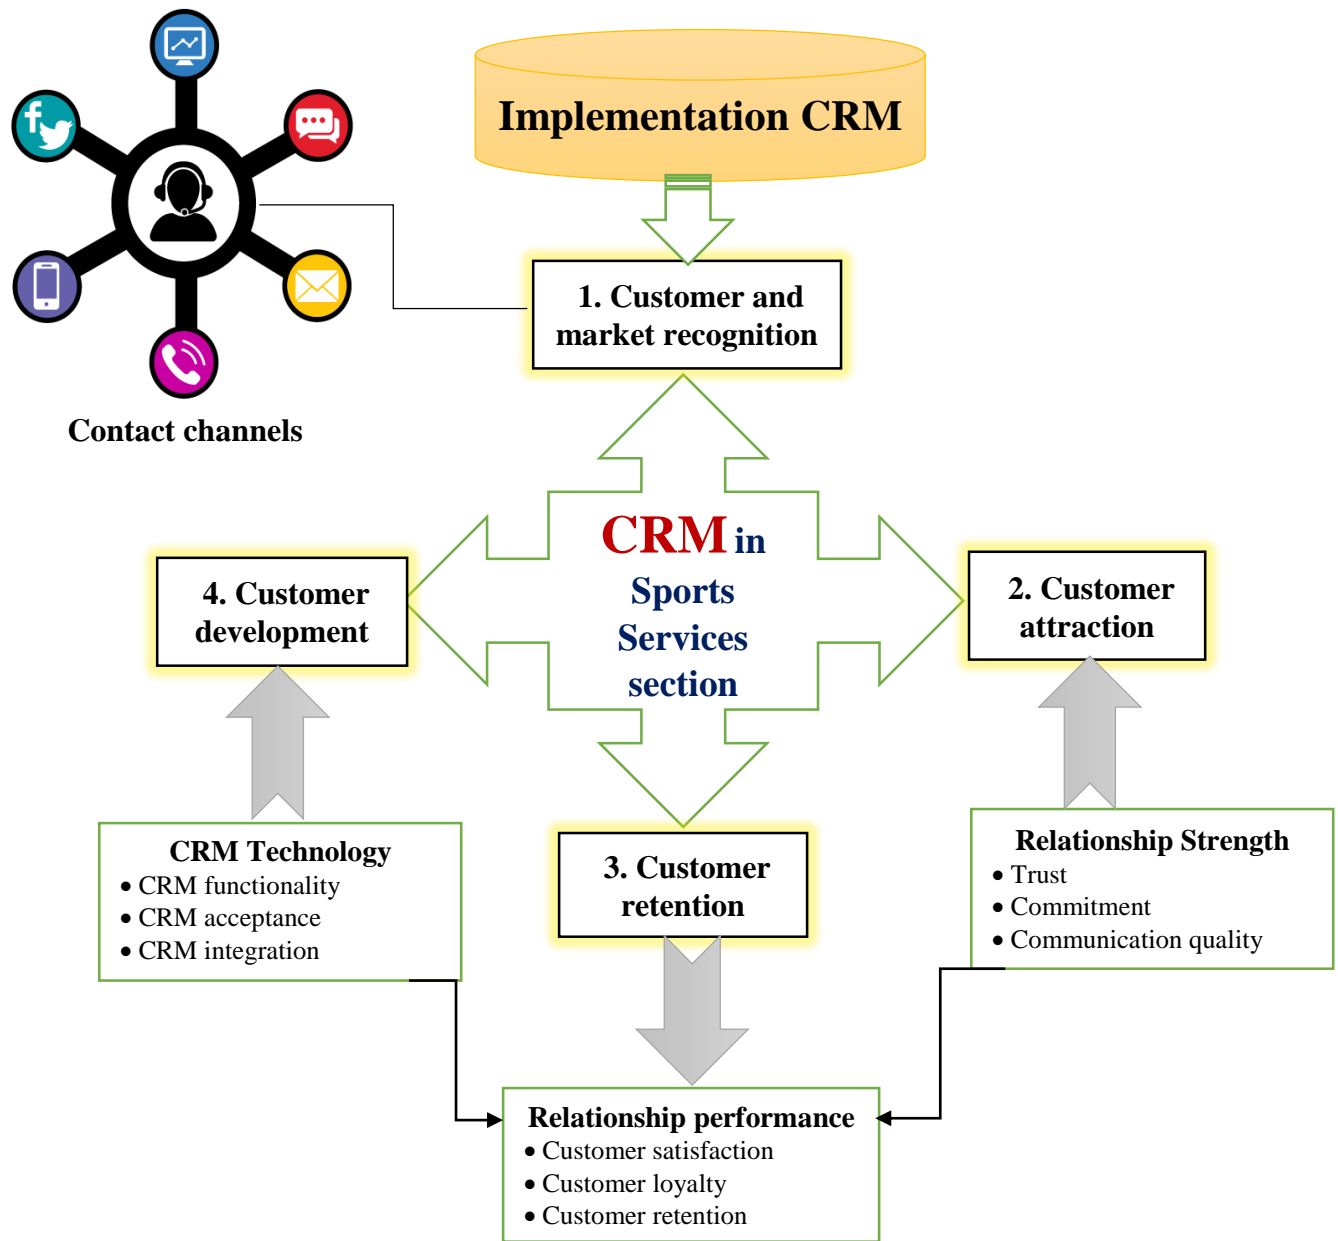 Implementation CRM
1. Customer and
market recognition
Contact channels
CRM in
Sports
Services
section
4. Customer
development
2. Customer
attraction
3. Customer
retention
CRM Technology
• CRM functionality
• CRM acceptance
• CRM integration
Relationship Strength
• Trust
• Commitment
• Communication quality
Relationship performance
• Customer satisfaction
• Customer loyalty
• Customer retention